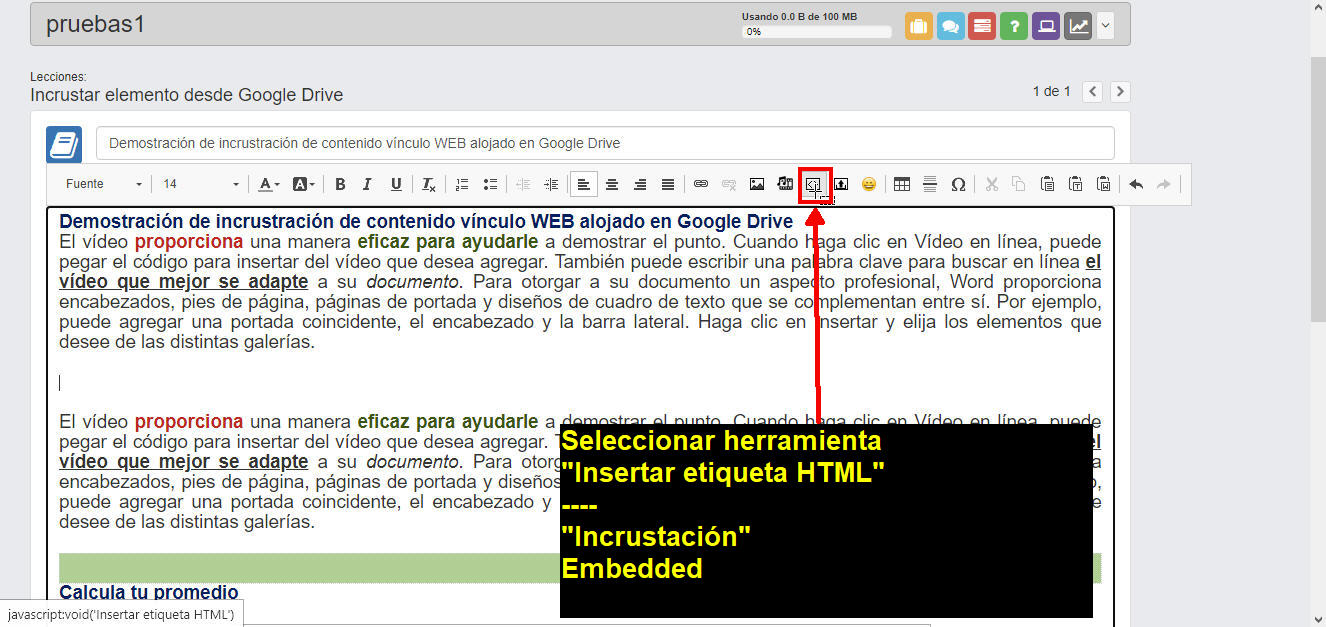 pruebas1
Usando 0.0 B de 100 MB
0%
?
Lecciones:
Incrustar elemento desde Google Drive
1 de 1
Demostración de incrustración de contenido vínculo WEB alojado en Google Drive
Fuente 14 A A B I U Tx Ω
Demostración de incrustración de contenido vínculo WEB alojado en Google Drive
El vídeo proporciona una manera eficaz para ayudarle a demostrar el punto. Cuando haga clic en Vídeo en línea, puede
pegar el código para insertar del vídeo que desea agregar. También puede escribir una palabra clave para buscar en línea el
vídeo que mejor se adapte a su documento. Para otorgar a su documento un aspecto profesional, Word proporciona
encabezados, pies de página, páginas de portada y diseños de cuadro de texto que se complementan entre sí. Por ejemplo,
puede agregar una portada coincidente, el encabezado y la barra lateral. Haga clic en Insertar y elija los elementos que
desee de las distintas galerías.
El vídeo proporciona una manera eficaz para ayudarle a demostrar el punto. Cuando haga clic en Vídeo en línea, puede
pegar el código para insertar del vídeo que desea agregar. el
vídeo que mejor se adapte a su documento. Para
encabezados, pies de página, páginas de portada y diseños
puede agregar una portada coincidente, el encabezado y
desee de las distintas galerías.
Seleccionar herramienta
"Insertar etiqueta HTML"
----
"Incrustación"
Embedded
Calcula tu promedio
javascript:void('Insertar etiqueta HTML')